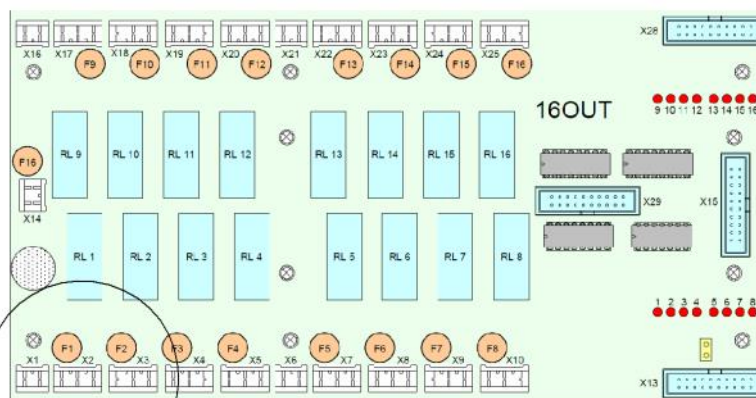 X16 X17 X18 X19 X20 X21 X22 X23 X24 X25 X28
F9 F10 F11 F12 F13 F14 F15 F16
9 10 11 12 13 14 15 16
16OUT
RL 9 RL 10 RL 11 RL 12 RL 13 RL 14 RL 15 RL 16
F16
X14 X29 X15
RL 1 RL 2 RL 3 RL 4 RL 5 RL 6 RL 7 RL 8
1 2 3 4 5 6 7 8
F1 F2 F3 F4 F5 F6 F7 F8
X1 X2 X3 X4 X5 X6 X7 X8 X9 X10 X13